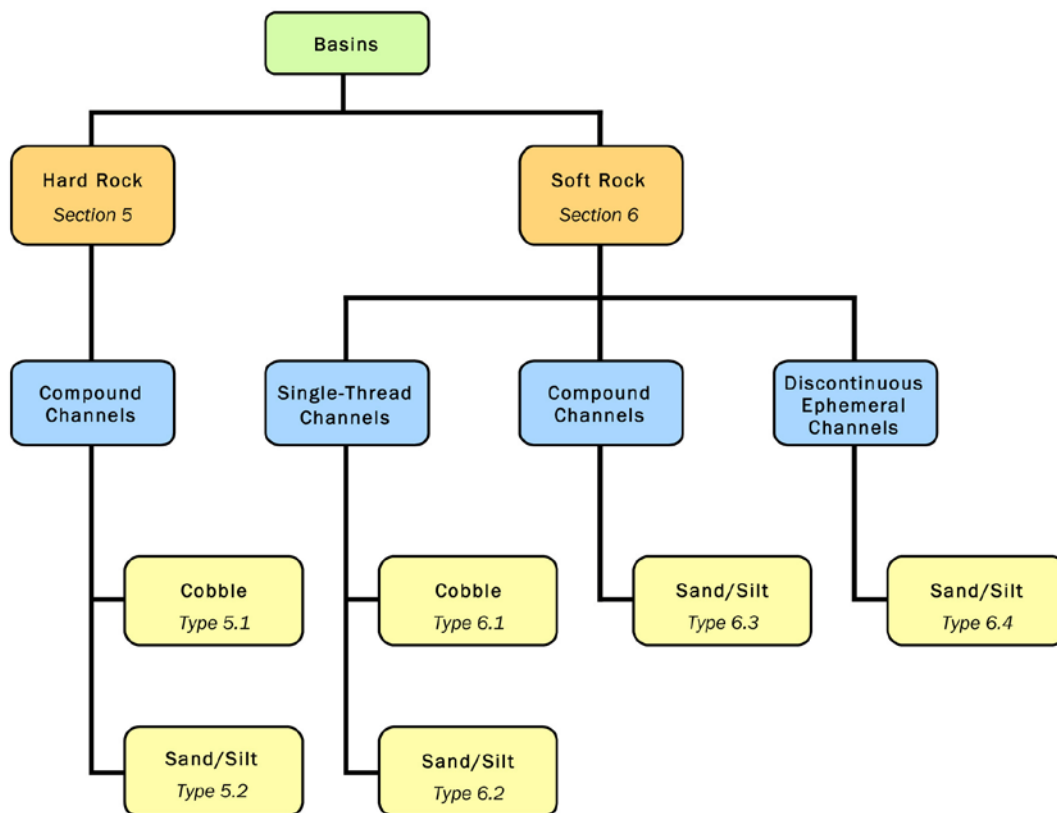 Basins
Hard Rock
Section 5
Soft Rock
Section 6
Compound
Channels
Single-Thread
Channels
Compound
Channels
Discontinuous
Ephemeral
Channels
Cobble
Type 5.1
Cobble
Type 6.1
Sand/Silt
Type 6.3
Sand/Silt
Type 6.4
Sand/Silt
Type 5.2
Sand/Silt
Type 6.2